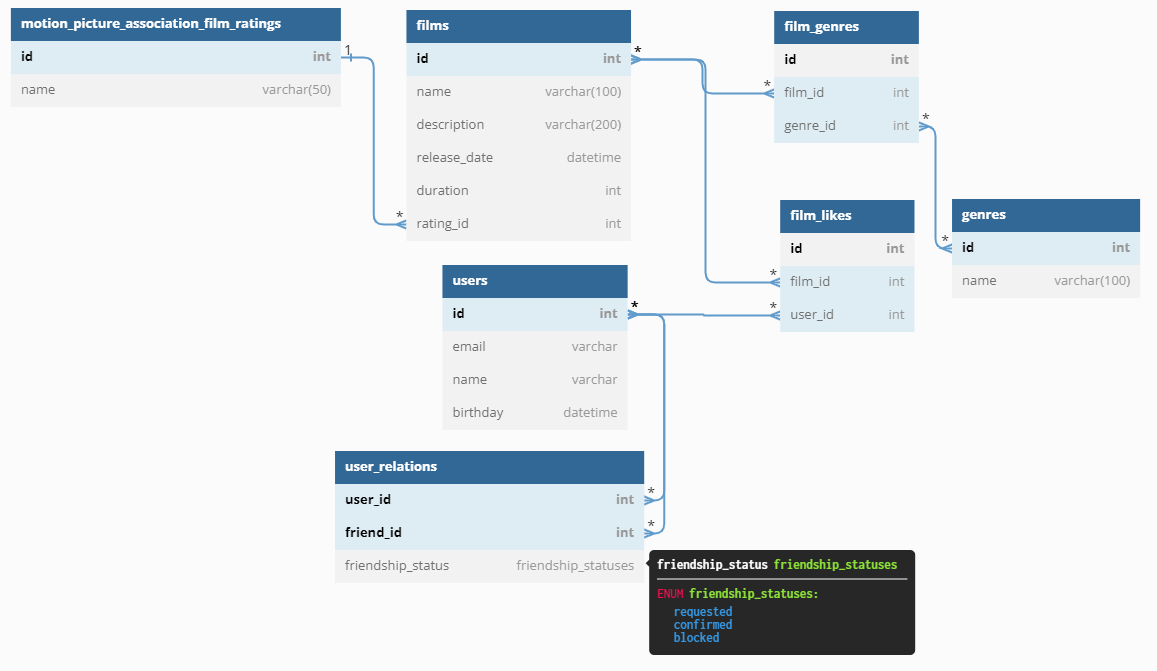 motion_picture_association_film_ratings
id int
name varchar(50)
1
films
id int
name varchar(100)
description varchar(200)
release_date datetime
duration int
rating_id int
*
*
film_genres
id int
film_id int
genre_id int
*
*
film_likes
id int
film_id int
user_id int
*
*
genres
id int
name varchar(100)
*
users
id int
email varchar
name varchar
birthday datetime
*
user_relations
user_id int
friend_id int
friendship_status friendship_statuses
*
*
friendship_status friendship_statuses
ENUM friendship_statuses:
requested
confirmed
blocked